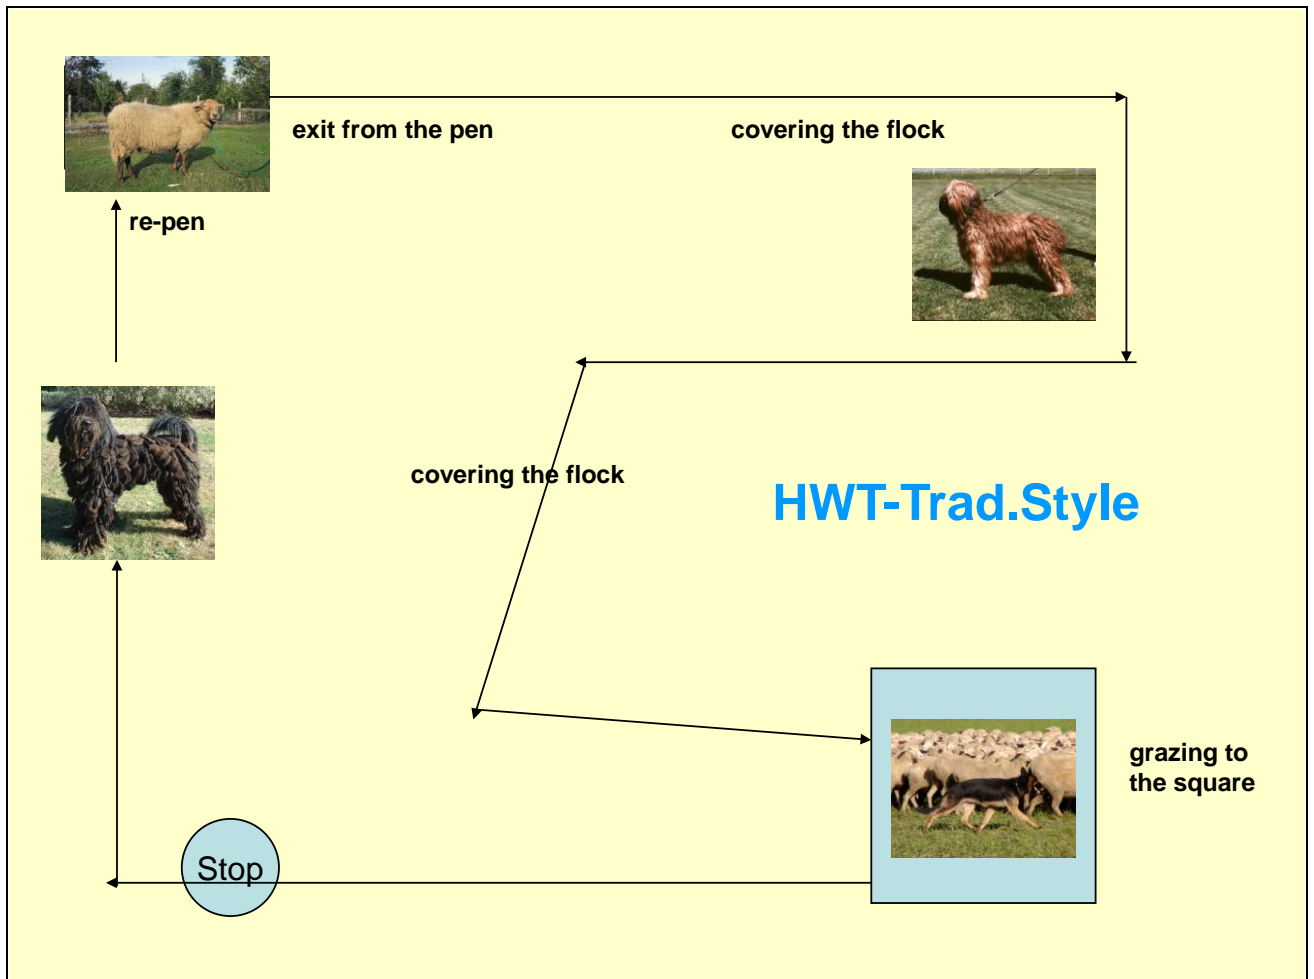 exit from the pen
covering the flock
re-pen
covering the flock
HWT-Trad.Style
grazing to
the square
Stop